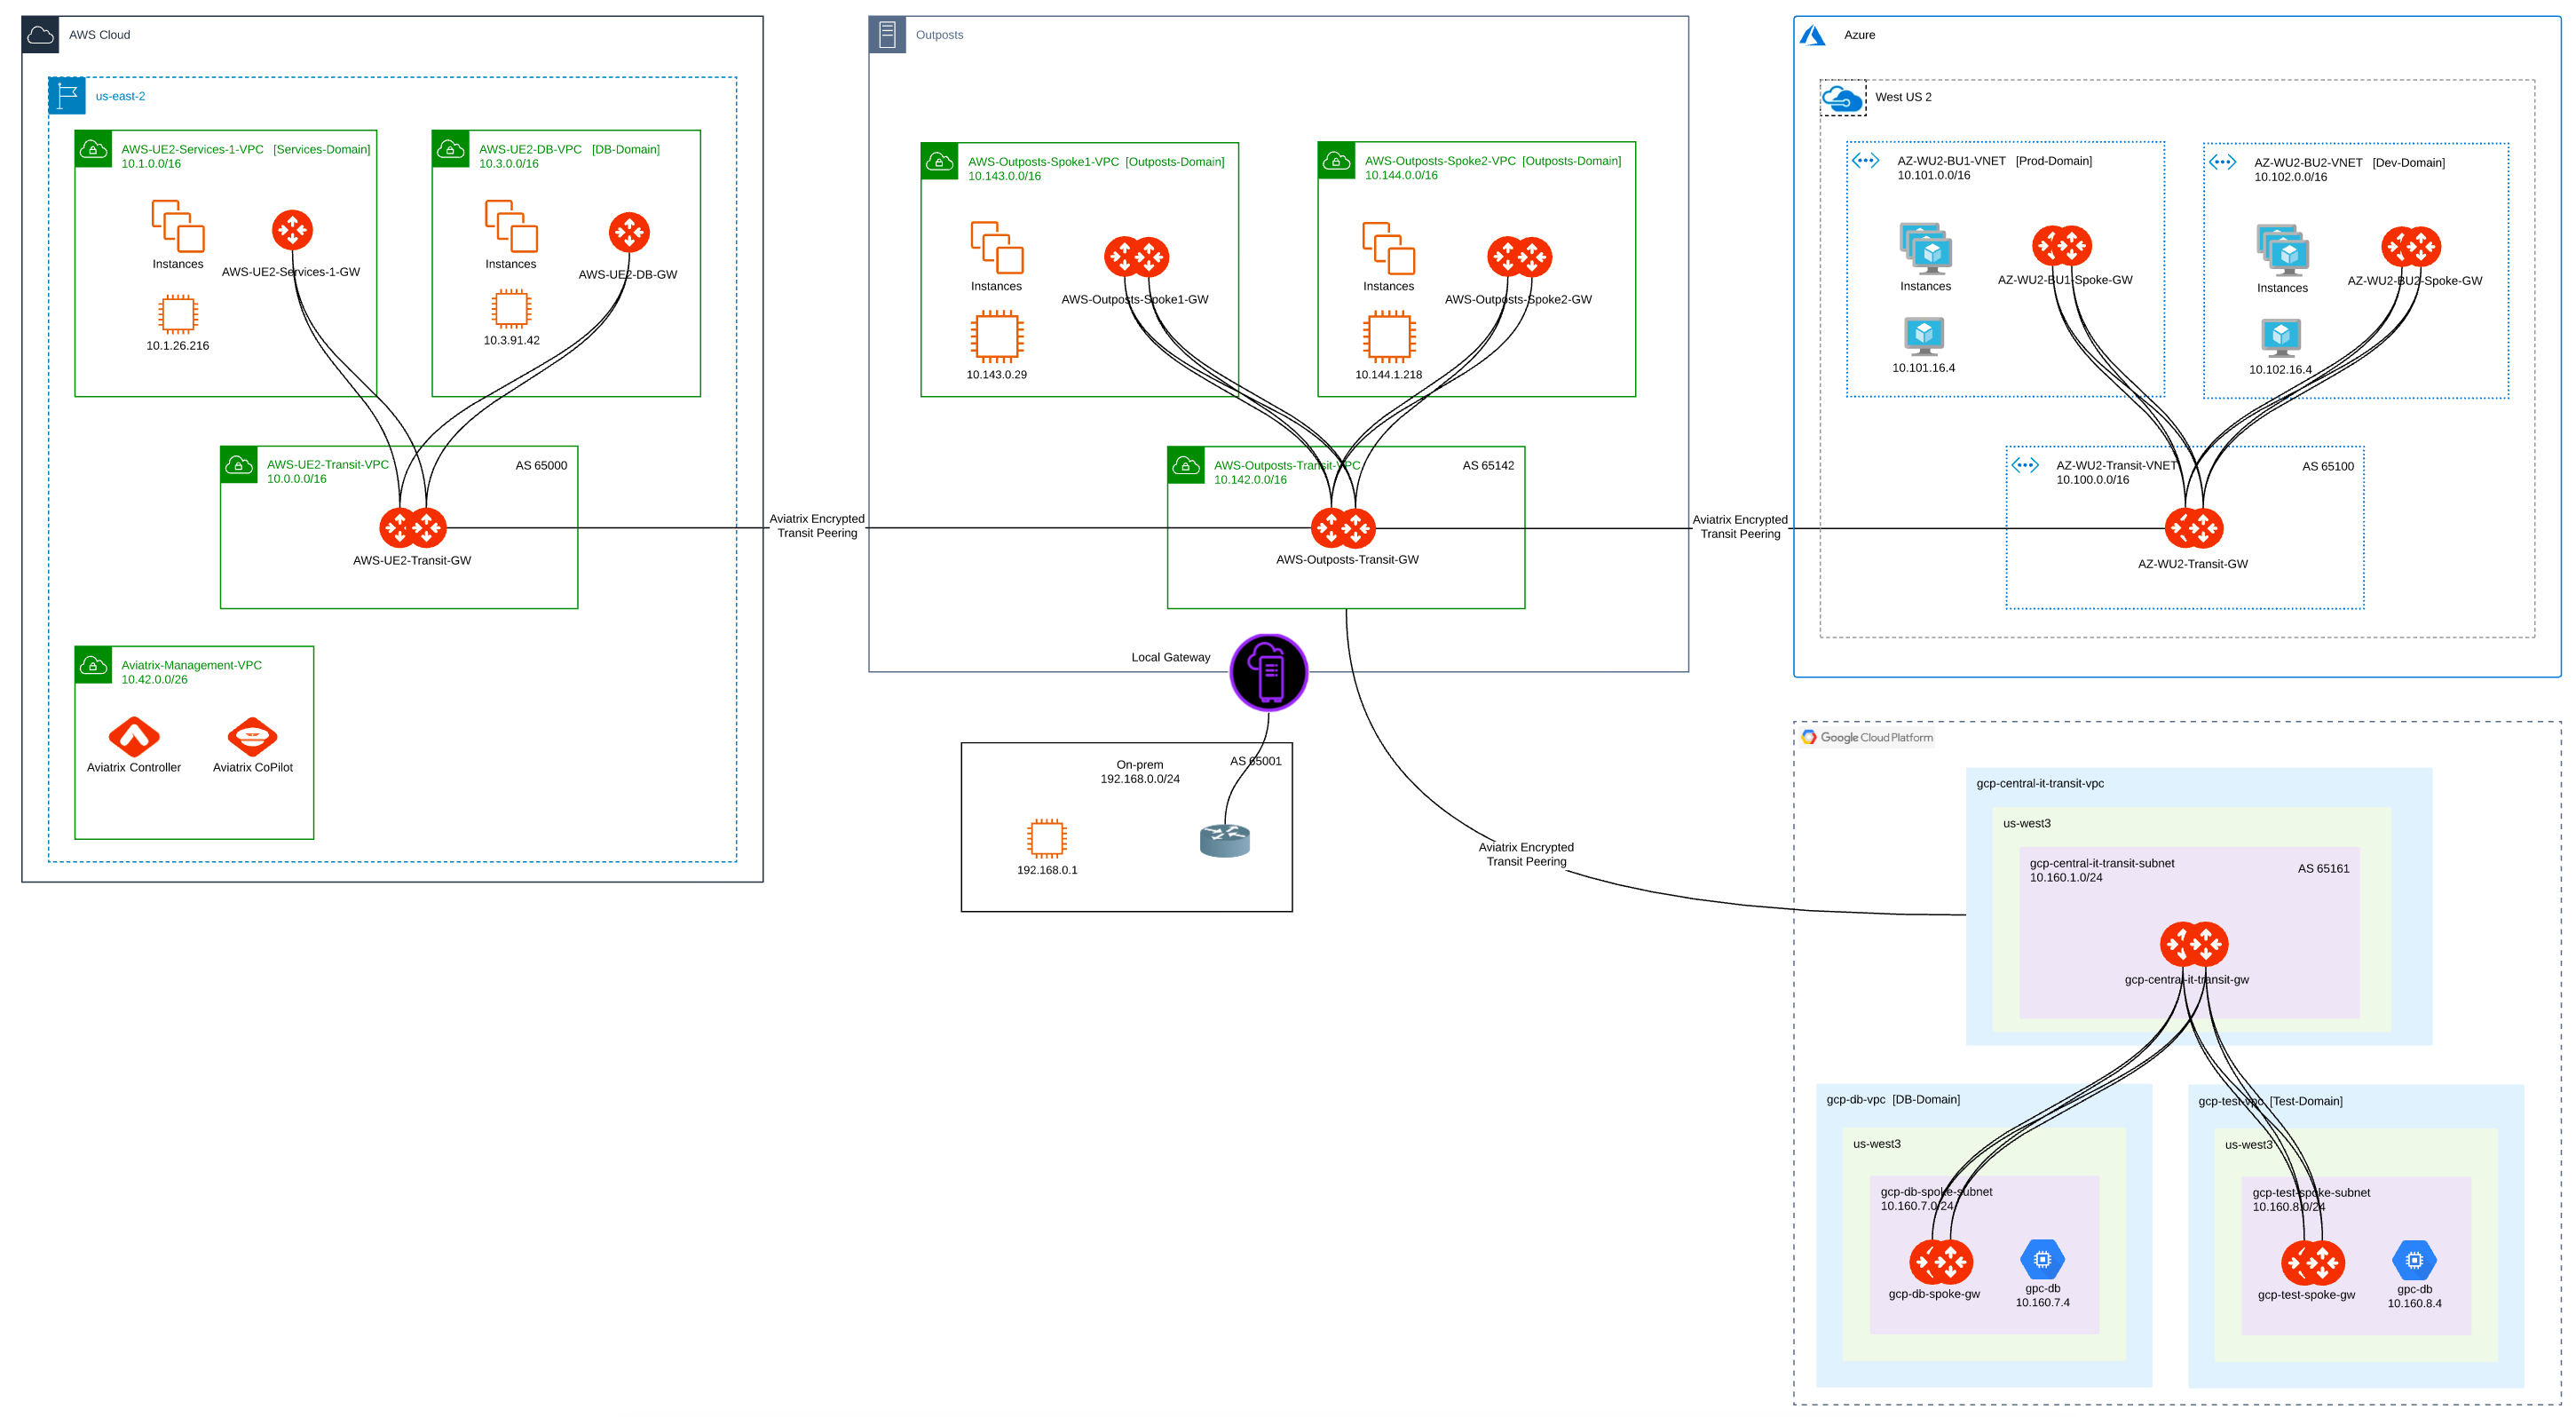 AWS Cloud
us-east-2
AWS-UE2-Services-1-VPC [Services-Domain]
10.1.0.0/16
Instances
AWS-UE2-Services-1-GW
10.1.26.216
AWS-UE2-DB-VPC [DB-Domain]
10.3.0.0/16
Instances
AWS-UE2-DB-GW
10.3.91.42
AWS-UE2-Transit-VPC
10.0.0.0/16
AS 65000
AWS-UE2-Transit-GW
Aviatrix-Management-VPC
10.42.0.0/26
Aviatrix Controller
Aviatrix CoPilot
Aviatrix Encrypted
Transit Peering
Outposts
AWS-Outposts-Spoke1-VPC [Outposts-Domain]
10.143.0.0/16
Instances
AWS-Outposts-Spoke1-GW
10.143.0.29
AWS-Outposts-Spoke2-VPC [Outposts-Domain]
10.144.0.0/16
Instances
AWS-Outposts-Spoke2-GW
10.144.1.218
AWS-Outposts-Transit-VPC
10.142.0.0/16
AS 65142
AWS-Outposts-Transit-GW
Local Gateway
On-prem
192.168.0.0/24
AS 65001
192.168.0.1
Aviatrix Encrypted
Transit Peering
Aviatrix Encrypted
Transit Peering
Azure
West US 2
AZ-WU2-BU1-VNET [Prod-Domain]
10.101.0.0/16
Instances
AZ-WU2-BU1-Spoke-GW
10.101.16.4
AZ-WU2-BU2-VNET [Dev-Domain]
10.102.0.0/16
Instances
AZ-WU2-BU2-Spoke-GW
10.102.16.4
AZ-WU2-Transit-VNET
10.100.0.0/16
AS 65100
AZ-WU2-Transit-GW
Google Cloud Platform
gcp-central-it-transit-vpc
us-west3
gcp-central-it-transit-subnet
10.160.1.0/24
AS 65161
gcp-central-it-transit-gw
gcp-db-vpc [DB-Domain]
us-west3
gcp-db-spoke-subnet
10.160.7.0/24
gcp-db-spoke-gw
gpc-db
10.160.7.4
gcp-test-vpc [Test-Domain]
us-west3
gcp-test-spoke-subnet
10.160.8.0/24
gcp-test-spoke-gw
gpc-db
10.160.8.4